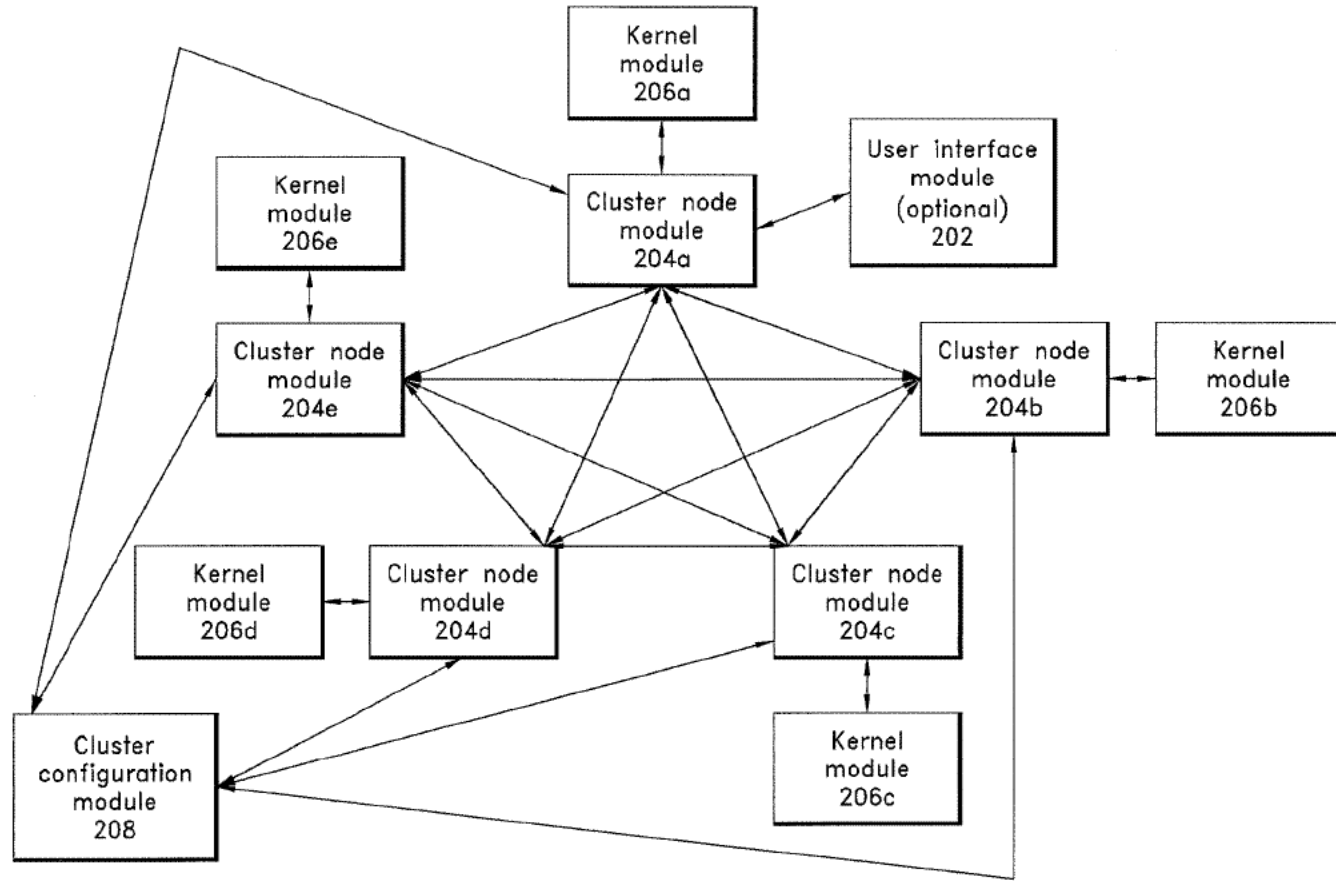 Kernel
module
206a
User interface
module
(optional)
202
Kernel
module
206e
Cluster node
module
204a
Cluster node
module
204e
Cluster node
module
204b
Kernel
module
206b
Kernel
module
206d
Cluster node
module
204d
Cluster node
module
204c
Cluster
configuration
module
208
Kernel
module
206c